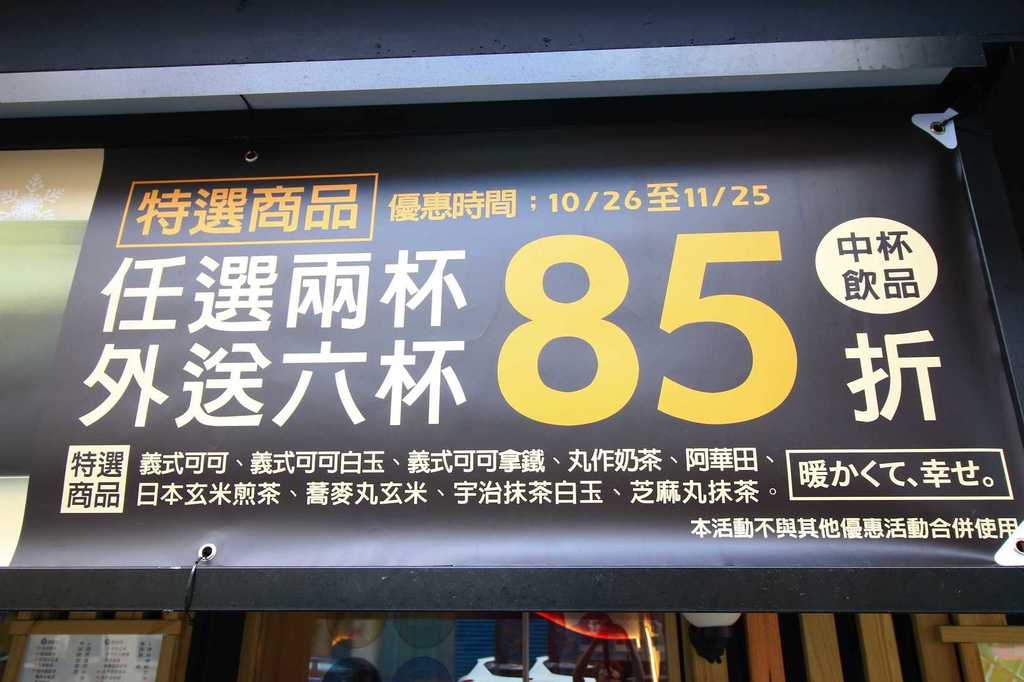 特選商品 優惠時間；10/26至11/25
任選兩杯
外送六杯
85
折
中杯
飲品
特選
商品
義式可可、義式可可白玉、義式可可拿鐵、丸作奶茶、阿華田、
日本玄米煎茶、蕎麥丸玄米、宇治抹茶白玉、芝麻丸抹茶。
暖かくて、幸せ。
本活動不與其他優惠活動合併使用